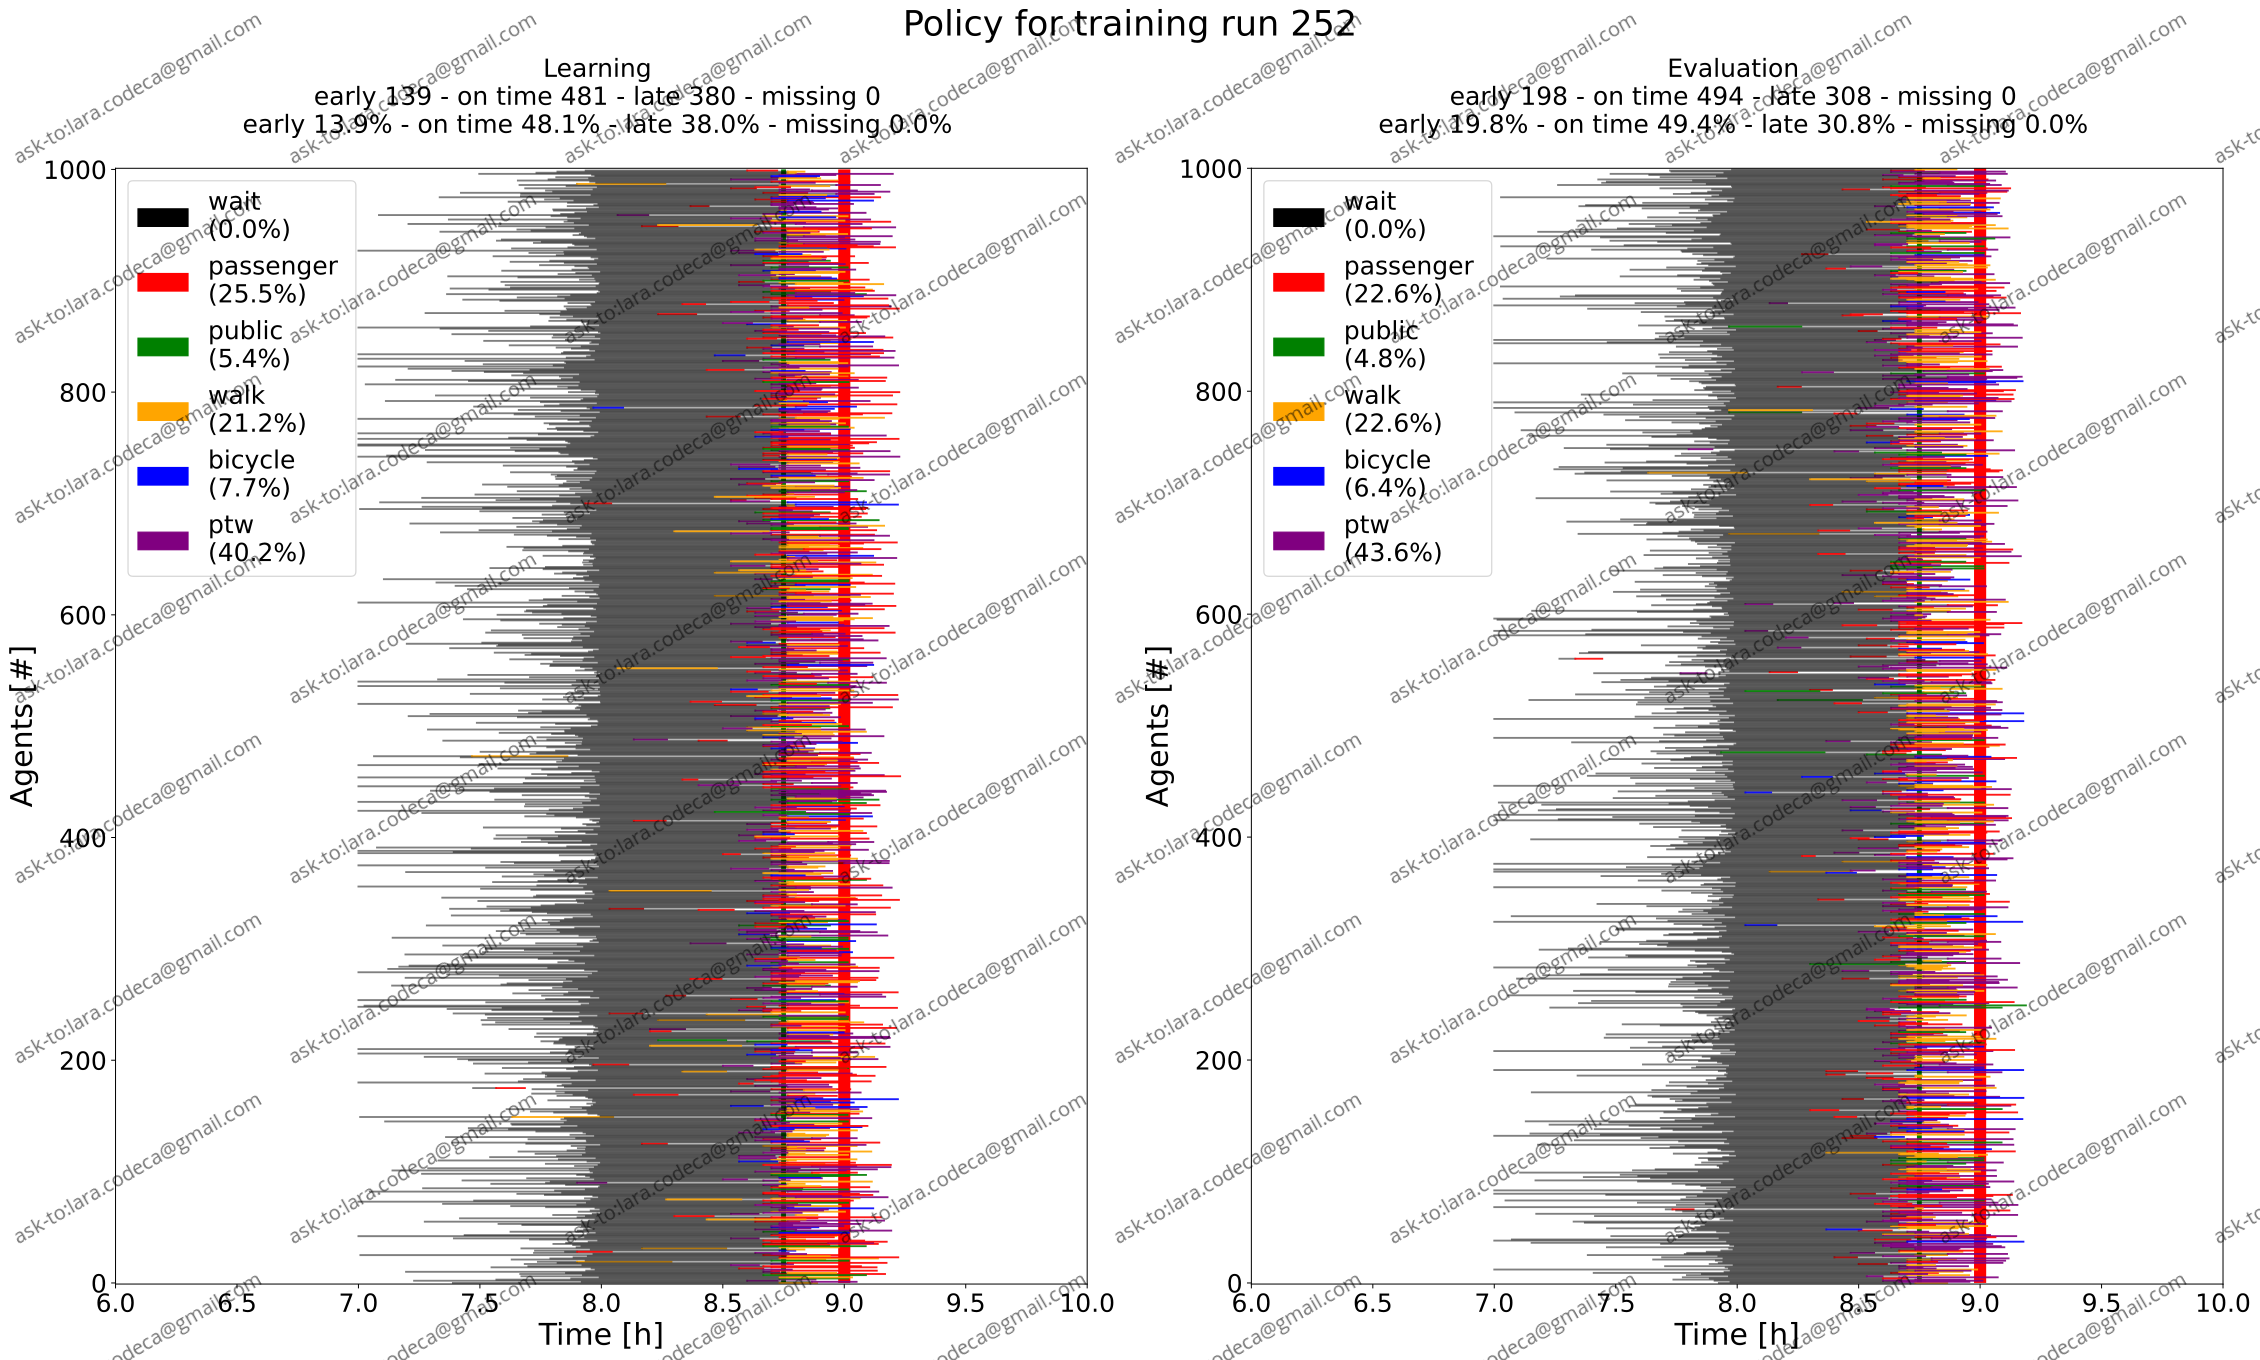 Policy for training run 252
Learning
early 139 - on time 481 - late 380 - missing 0
early 13.9% - on time 48.1% - late 38.0% - missing 0.0%
1000
800
600
400
200
0
Agents [#]
wait
(0.0%)
passenger
(25.5%)
public
(5.4%)
walk
(21.2%)
bicycle
(7.7%)
ptw
(40.2%)
6.0 6.5 7.0 7.5 8.0 8.5 9.0 9.5 10.0
Time [h]
Evaluation
early 198 - on time 494 - late 308 - missing 0
early 19.8% - on time 49.4% - late 30.8% - missing 0.0%
1000
800
600
400
200
0
Agents [#]
wait
(0.0%)
passenger
(22.6%)
public
(4.8%)
walk
(22.6%)
bicycle
(6.4%)
ptw
(43.6%)
6.0 6.5 7.0 7.5 8.0 8.5 9.0 9.5 10.0
Time [h]
ask-to:lara.codeca@gmail.com